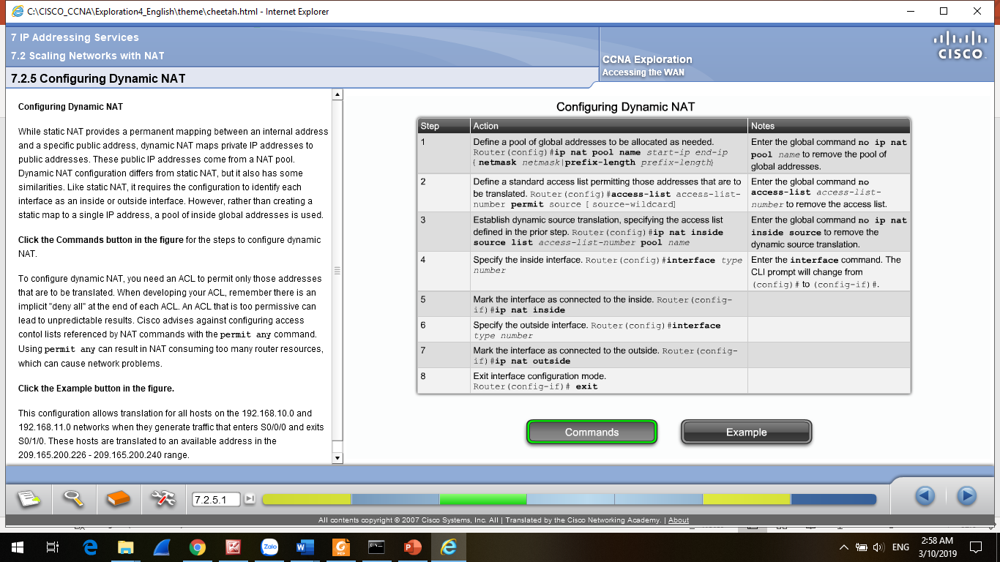 C:\CISCO_CCNA\Exploration4_English\theme\cheetah.html - Internet Explorer
7 IP Addressing Services
7.2 Scaling Networks with NAT
CCNA Exploration
Accessing the WAN
CISCO
7.2.5 Configuring Dynamic NAT
Configuring Dynamic NAT
While static NAT provides a permanent mapping between an internal address
and a specific public address, dynamic NAT maps private IP addresses to
public addresses. These public IP addresses come from a NAT pool.
Dynamic NAT configuration differs from static NAT, but it also has some
similarities. Like static NAT, it requires the configuration to identify each
interface as an inside or outside interface. However, rather than creating a
static map to a single IP address, a pool of inside global addresses is used.
Click the Commands button in the figure for the steps to configure dynamic
NAT.
To configure dynamic NAT, you need an ACL to permit only those addresses
that are to be translated. When developing your ACL, remember there is an
implicit "deny all" at the end of each ACL. An ACL that is too permissive can
lead to unpredictable results. Cisco advises against configuring access
contol lists referenced by NAT commands with the permit any command.
Using permit any can result in NAT consuming too many router resources,
which can cause network problems.
Click the Example button in the figure.
This configuration allows translation for all hosts on the 192.168.10.0 and
192.168.11.0 networks when they generate traffic that enters S0/0/0 and exits
S0/1/0. These hosts are translated to an available address in the
209.165.200.226 - 209.165.200.240 range.
Configuring Dynamic NAT
Step Action Notes
1 Define a pool of global addresses to be allocated as needed.
Router(config)#ip nat pool name start-ip end-ip
{netmask netmask|prefix-length prefix-length}
Enter the global command no ip nat
pool name to remove the pool of
global addresses.
2 Define a standard access list permitting those addresses that are to
be translated. Router(config)#access-list access-list-
number permit source [source-wildcard]
Enter the global command no
access-list access-list-
number to remove the access list.
3 Establish dynamic source translation, specifying the access list
defined in the prior step. Router(config)#ip nat inside
source list access-list-number pool name
Enter the global command no ip nat
inside source to remove the
dynamic source translation.
4 Specify the inside interface. Router(config)#interface type
number
Enter the interface command. The
CLI prompt will change from
(config)# to (config-if)#.
5 Mark the interface as connected to the inside. Router(config-
if)#ip nat inside
6 Specify the outside interface. Router(config)#interface
type number
7 Mark the interface as connected to the outside. Router(config-
if)#ip nat outside
8 Exit interface configuration mode.
Router(config-if)# exit
Commands
Example
7.2.5.1
All contents copyright © 2007 Cisco Systems, Inc. All | Translated by the Cisco Networking Academy. | About
Zalo
PDF
ENG
2:58 AM
3/10/2019